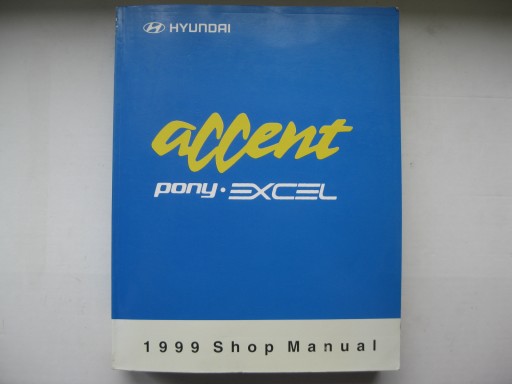 HYUNDAI
accent
pony • EXCEL
1999 Shop Manual